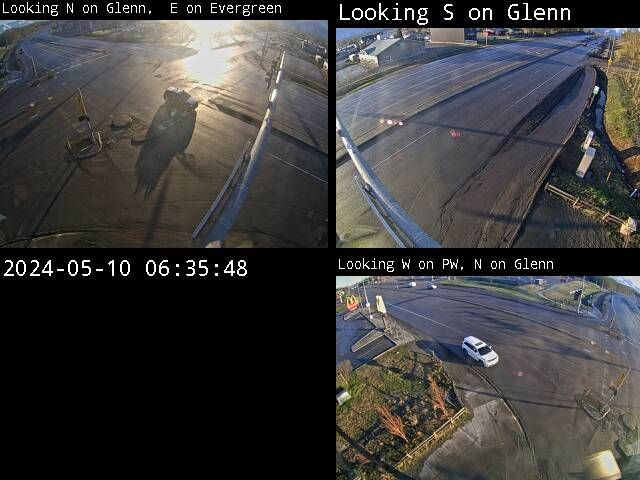 Looking N on Glenn,  E on Evergreen
Looking S on Glenn
2024-05-10 06:35:48
Looking W on PW, N on Glenn